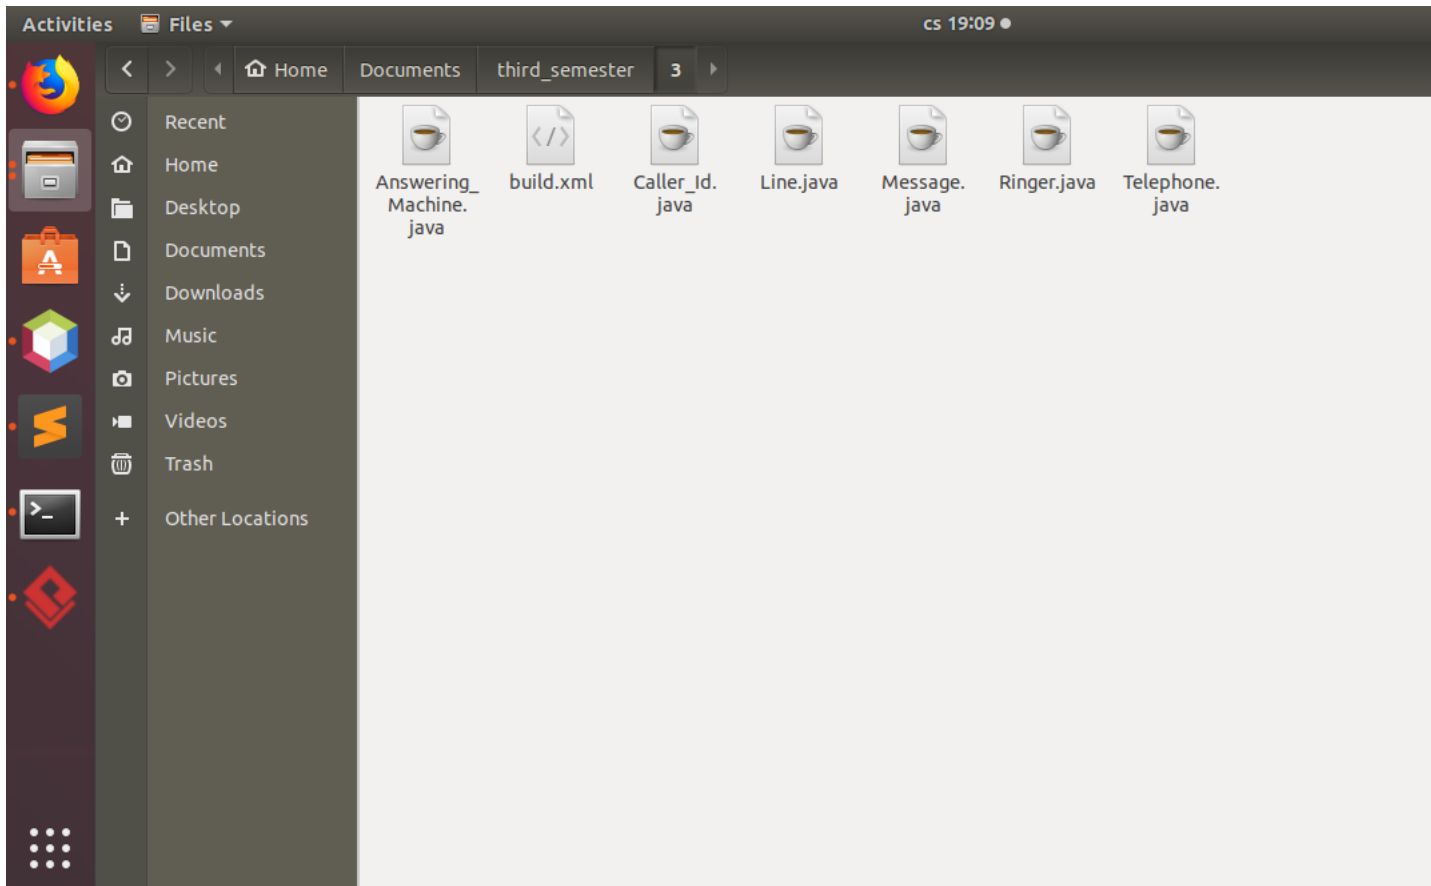 Activities Files cs 19:09
Home Documents third_semester 3
Recent
Home
Desktop
Documents
Downloads
Music
Pictures
Videos
Trash
Other Locations
Answering_
Machine.
java
build.xml
Caller_Id.
java
Line.java
Message.
java
Ringer.java
Telephone.
java